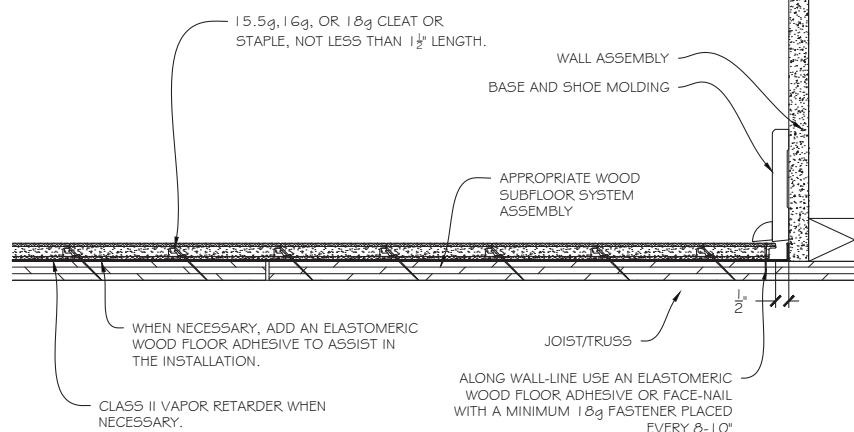 15.5g,16g, OR 18g CLEAT OR
STAPLE, NOT LESS THAN 1½" LENGTH.
WALL ASSEMBLY
BASE AND SHOE MOLDING
APPROPRIATE WOOD
SUBFLOOR SYSTEM
ASSEMBLY
½"
WHEN NECESSARY, ADD AN ELASTOMERIC
WOOD FLOOR ADHESIVE TO ASSIST IN
THE INSTALLATION.
JOIST/TRUSS
CLASS II VAPOR RETARDER WHEN
NECESSARY.
ALONG WALL-LINE USE AN ELASTOMERIC
WOOD FLOOR ADHESIVE OR FACE-NAIL
WITH A MINIMUM 18g FASTENER PLACED
EVERY 8-10"